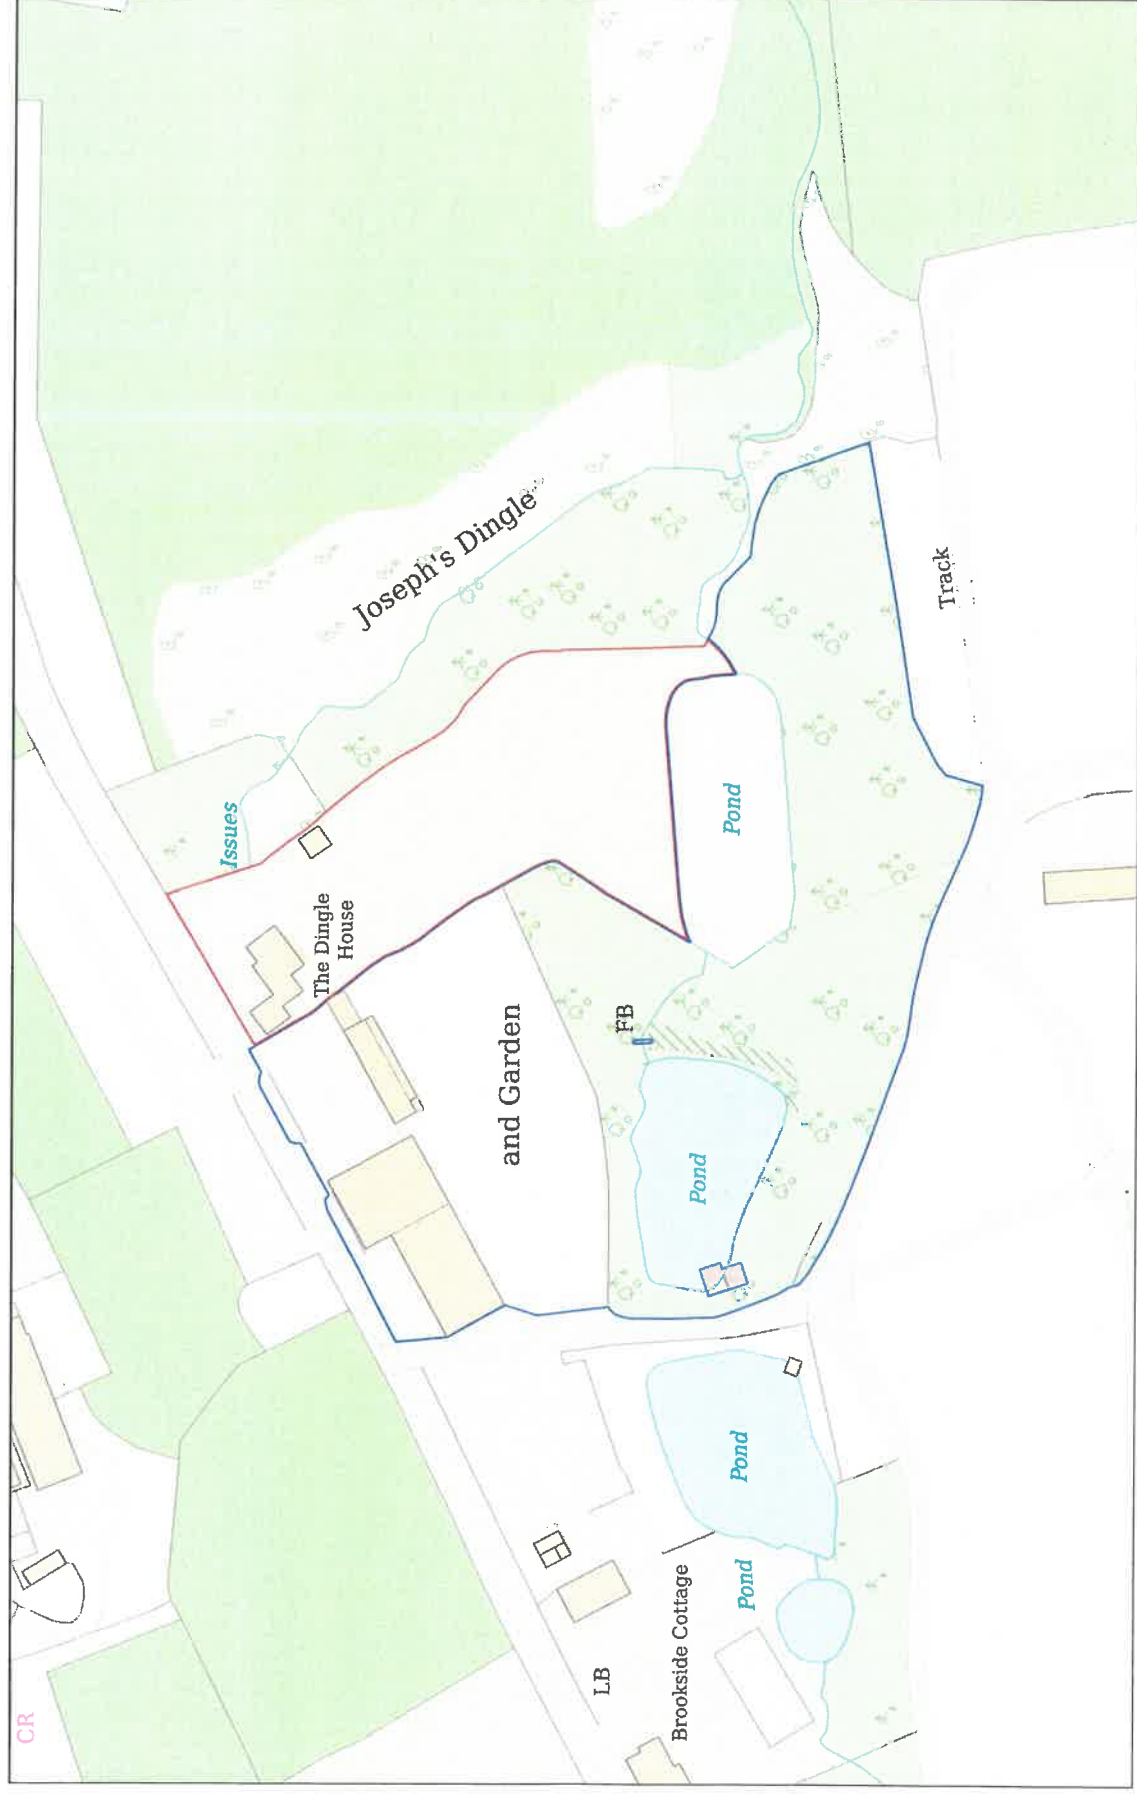 CR
Issues
Joseph's Dingle
The Dingle
House
and Garden
FB
Pond
Track
Pond
Pond
Pond
LB
Brookside Cottage